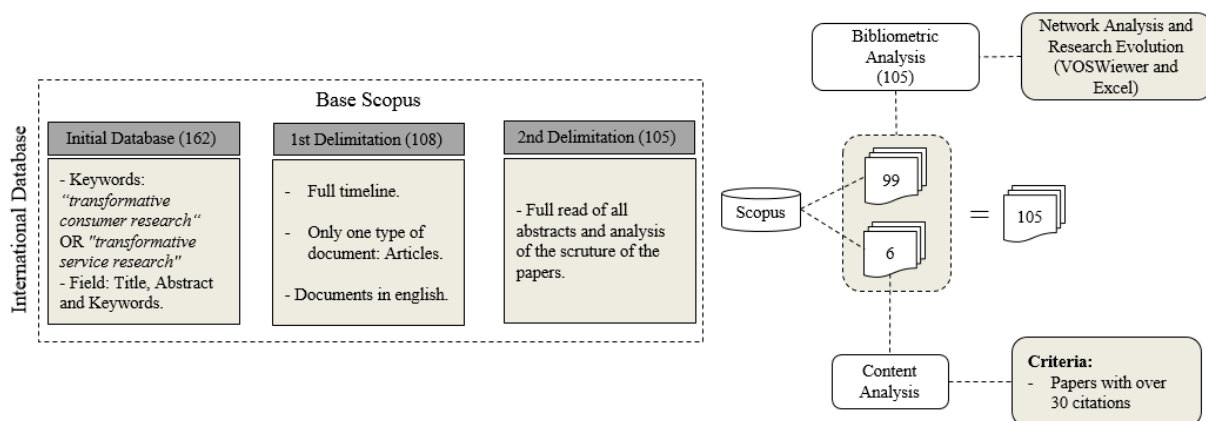 International Database
Base Scopus
Initial Database (162)
- Keywords:
“transformative
consumer research“
OR "transformative
service research"
- Field: Title, Abstract
and Keywords.
1st Delimitation (108)
- Full timeline.
- Only one type of
document: Articles.
- Documents in english.
2nd Delimitation (105)
- Full read of all
abstracts and analysis
of the scruture of the
papers.
Scopus
Bibliometric
Analysis
(105)
Network Analysis and
Research Evolution
(VOSWiewer and
Excel)
99
6
=
105
Content
Analysis
Criteria:
- Papers with over
30 citations